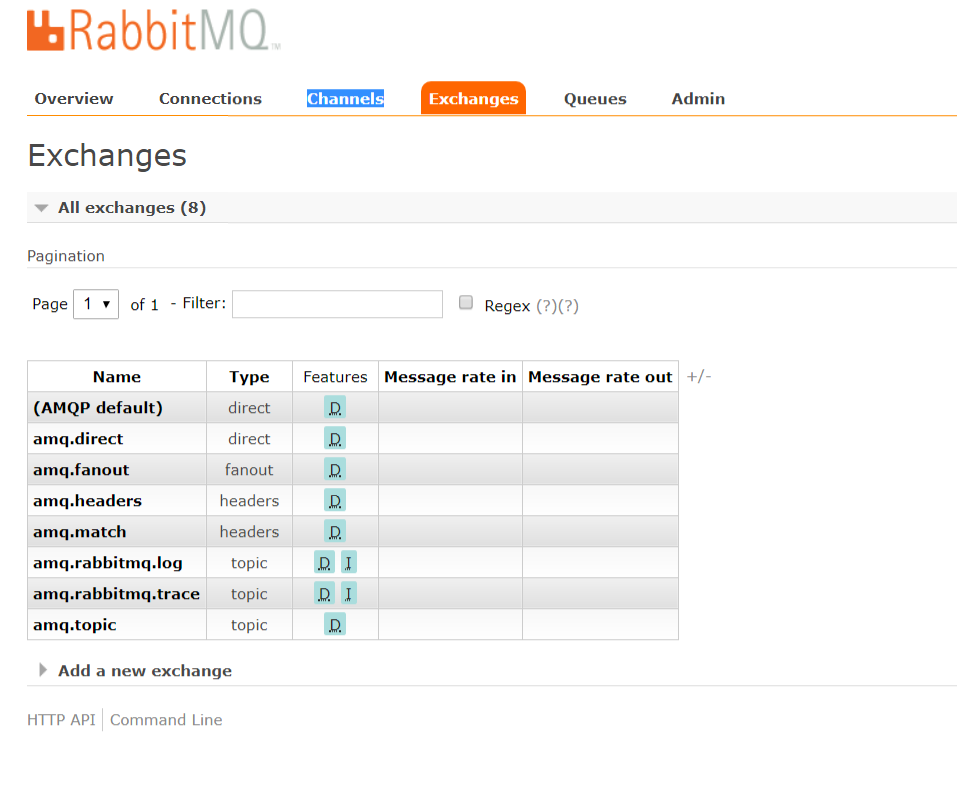 RabbitMQ™
Overview Connections Channels Exchanges Queues Admin
Exchanges
All exchanges (8)
Pagination
Page 1 of 1 - Filter: Regex (?)(?)
Name Type Features Message rate in Message rate out +/-
(AMQP default) direct D
amq.direct direct D
amq.fanout fanout D
amq.headers headers D
amq.match headers D
amq.rabbitmq.log topic D I
amq.rabbitmq.trace topic D I
amq.topic topic D
Add a new exchange
HTTP API Command Line